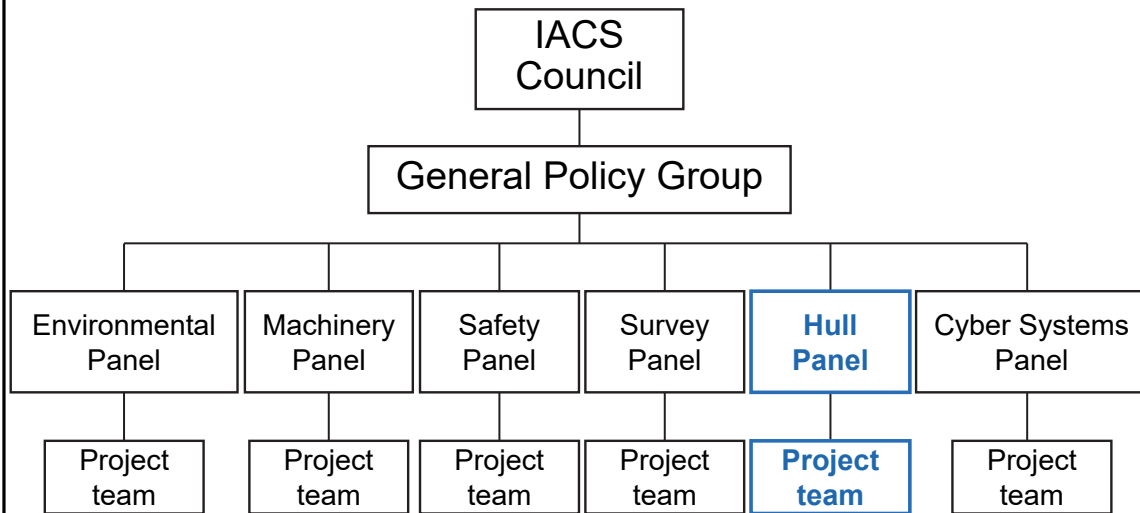 IACS
Council
General Policy Group
Environmental
Panel
Machinery
Panel
Safety
Panel
Survey
Panel
Hull
Panel
Cyber Systems
Panel
Project
team
Project
team
Project
team
Project
team
Project
team
Project
team